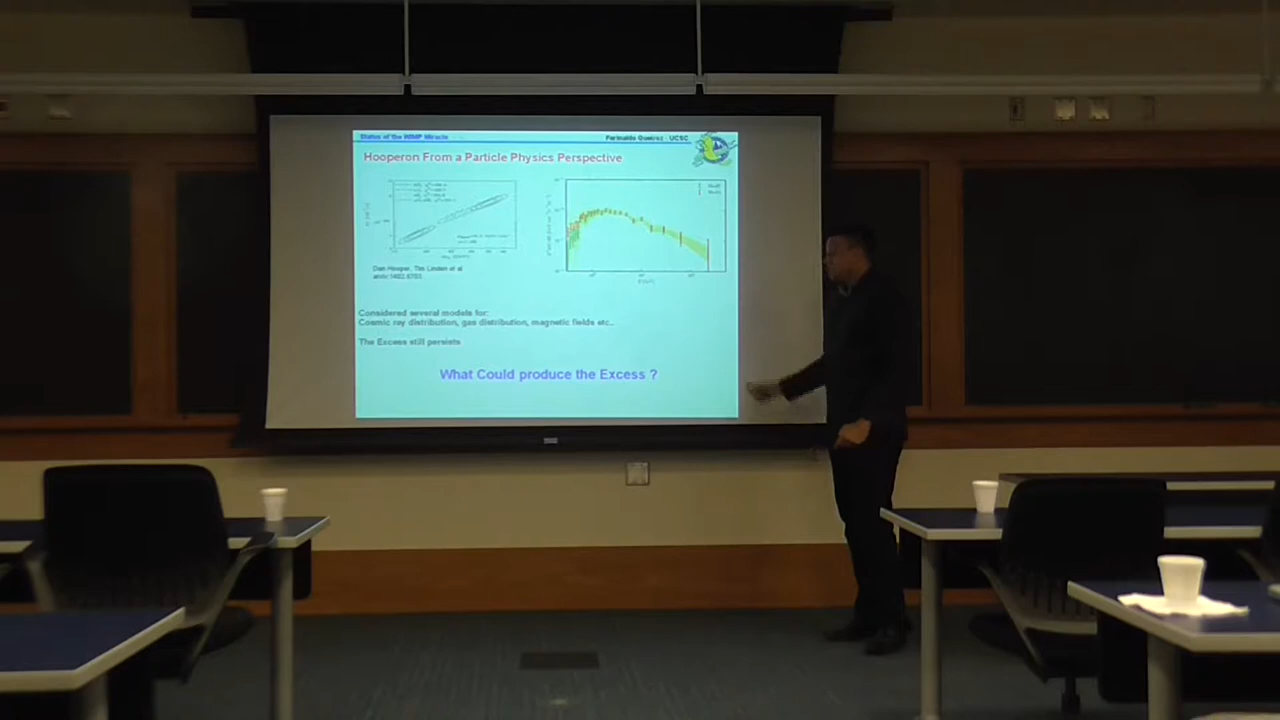 Status of the WIMP Miracle
Farinaldo Queiroz - UCSC
Hooperon From a Particle Physics Perspective
Dan Hooper, Tim Linden et al
Considered several models for:
Cosmic ray distribution, gas distribution, magnetic fields etc..
The Excess still persists
What Could produce the Excess ?